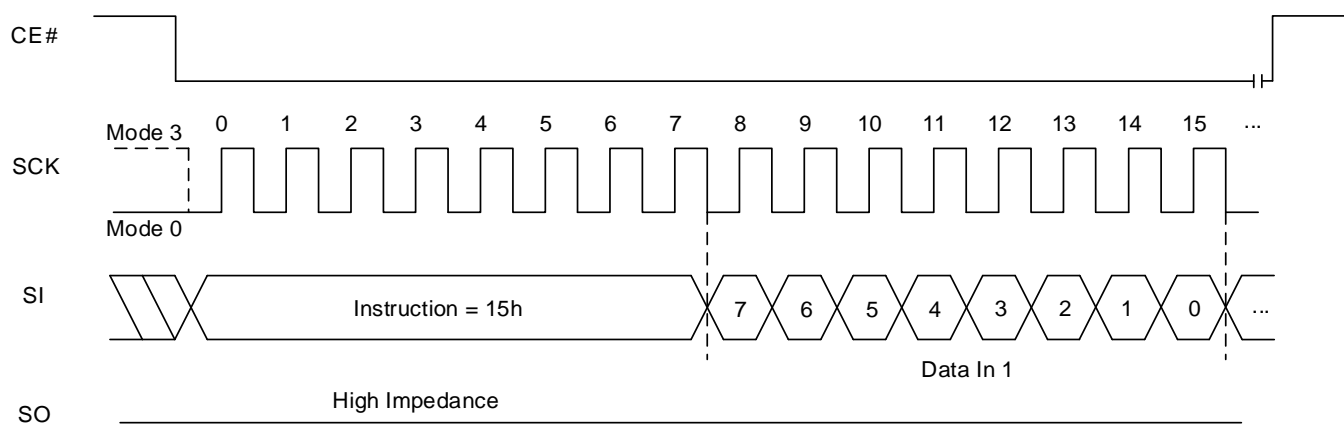 CE#
Mode 3
0 1 2 3 4 5 6 7 8 9 10 11 12 13 14 15 ...
SCK
Mode 0
SI
Instruction = 15h
7 6 5 4 3 2 1 0 ...
Data In 1
High Impedance
SO